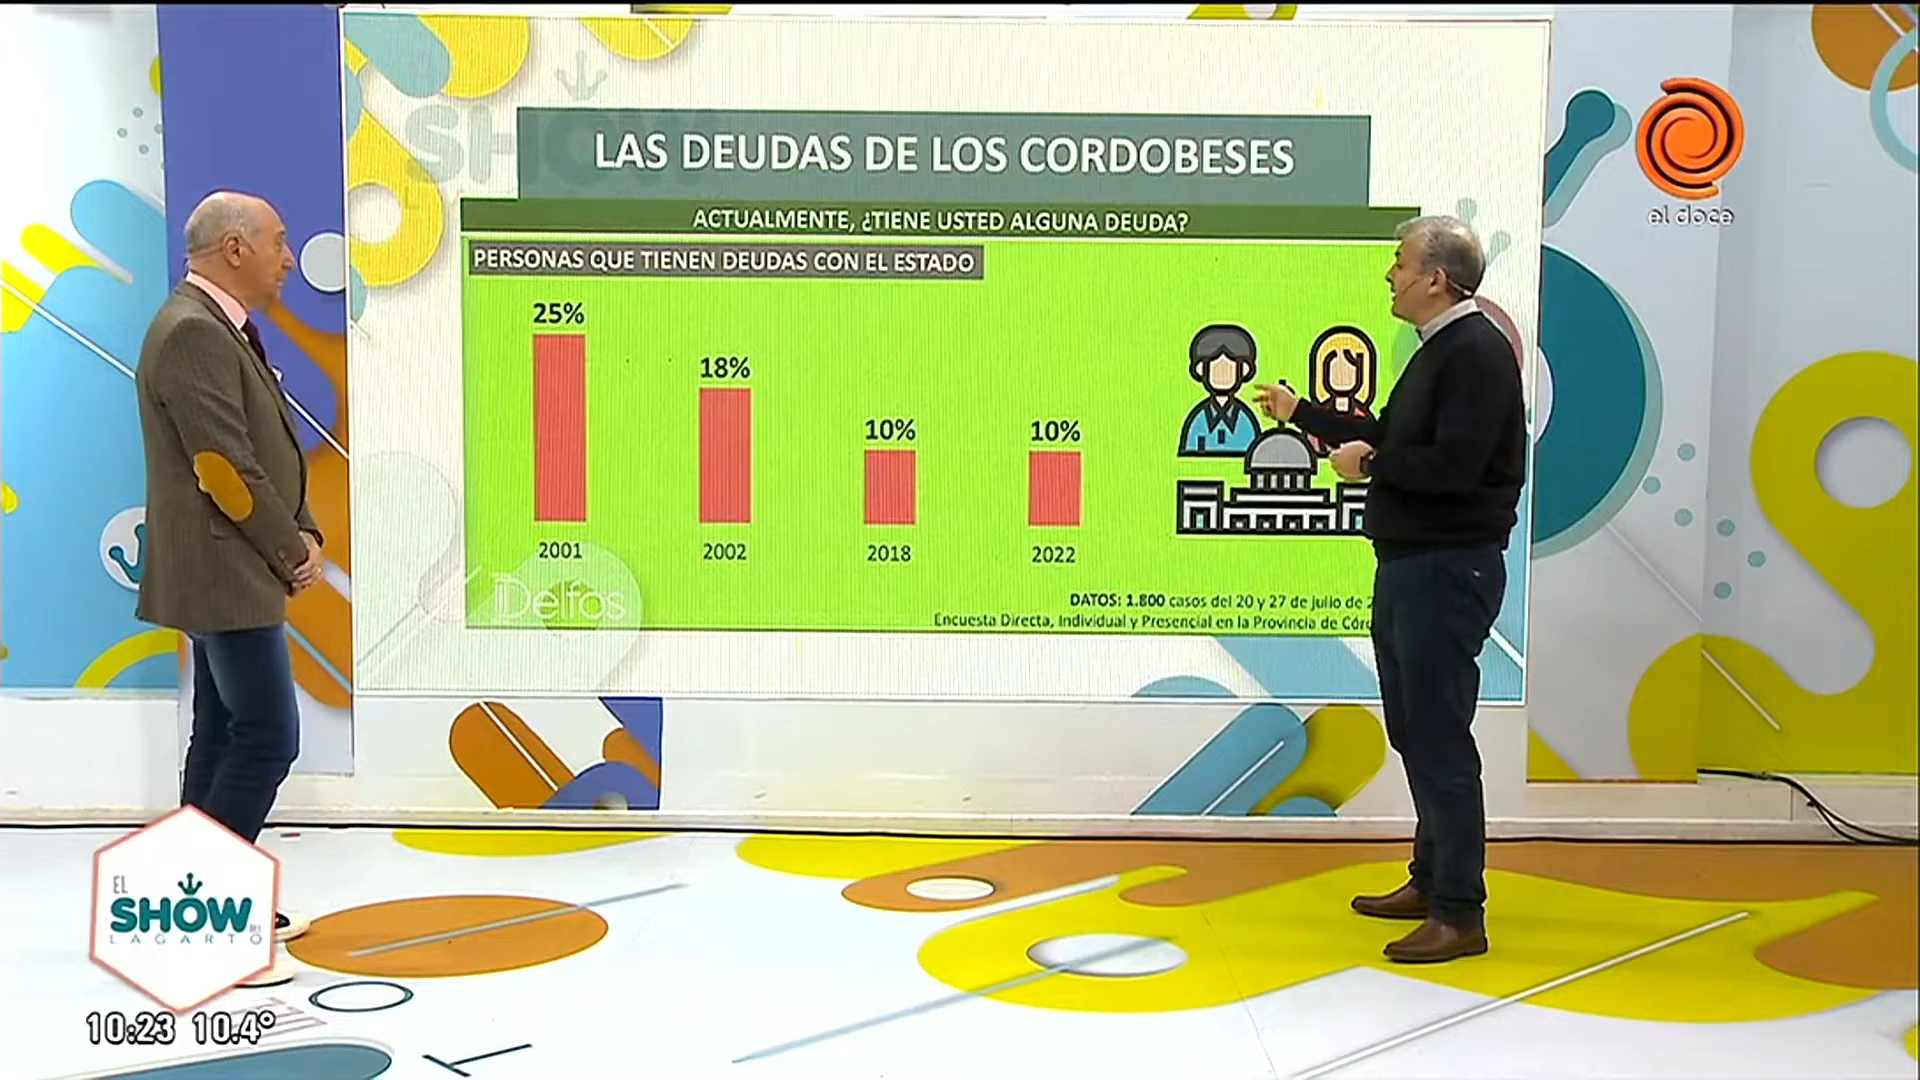 LAS DEUDAS DE LOS CORDOBESES
ACTUALMENTE, ¿TIENE USTED ALGUNA DEUDA?
PERSONAS QUE TIENEN DEUDAS CON EL ESTADO
25%
18%
10%
10%
2001
2002
2018
2022
Delfos
DATOS: 1.800 casos del 20 y 27 de julio de
Encuesta Directa, Individual y Presencial en la Provincia de
el doce
EL
SHOW
LAGARTO
10:23 10.4°